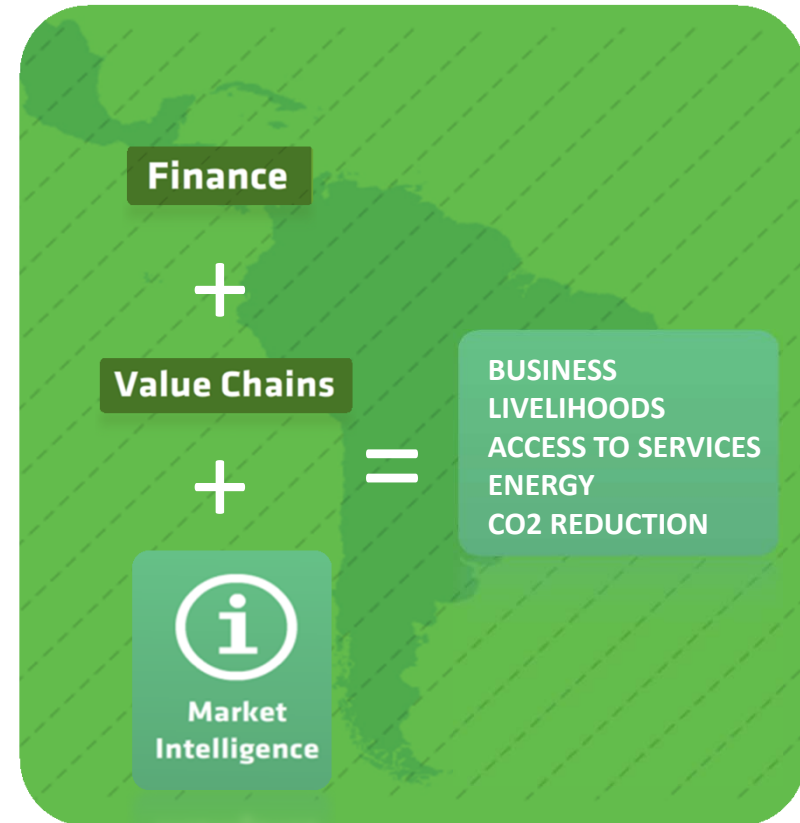 Finance
+
Value Chains
+
i
Market
Intelligence
=
BUSINESS
LIVELIHOODS
ACCESS TO SERVICES
ENERGY
CO2 REDUCTION